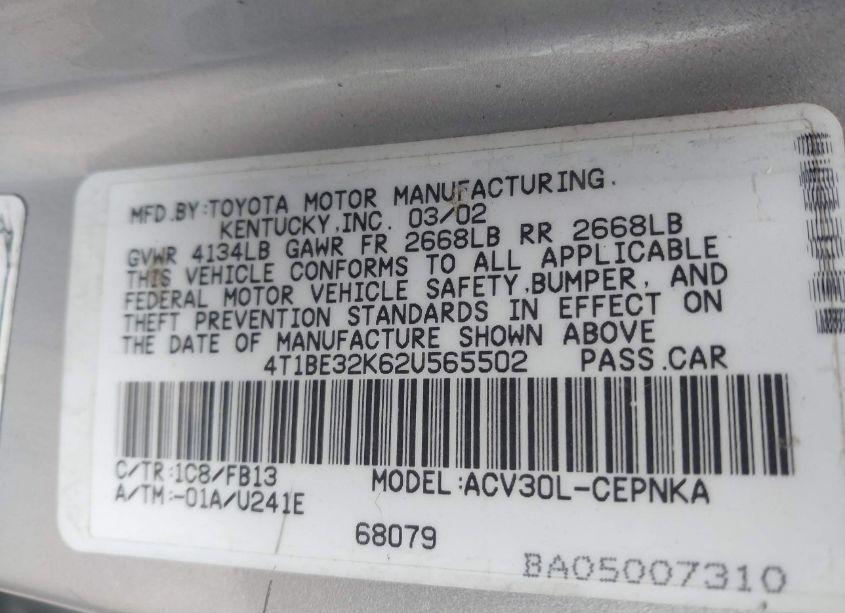 MFD.BY:TOYOTA MOTOR MANUFACTURING.
KENTUCKY,INC. 03/02
GVWR 4134LB GAWR FR 2668LB RR 2668LB
THIS VEHICLE CONFORMS TO ALL APPLICABLE
FEDERAL MOTOR VEHICLE SAFETY,BUMPER, AND
THEFT PREVENTION STANDARDS IN EFFECT ON
THE DATE OF MANUFACTURE SHOWN ABOVE
4T1BE32K62U565502 PASS.CAR
C/TR:1C8/FB13
A/TM:-01A/U241E
MODEL:ACV30L-CEPNKA
68079
BA05007310